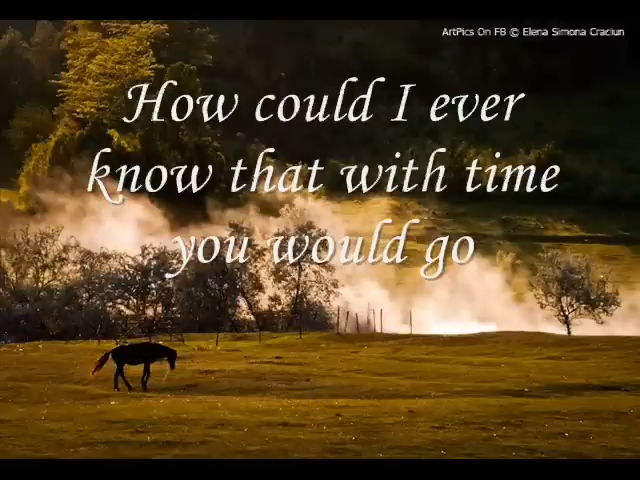 ArtPics On FB © Elena Simona Craciun
How could I ever
know that with time
you would go